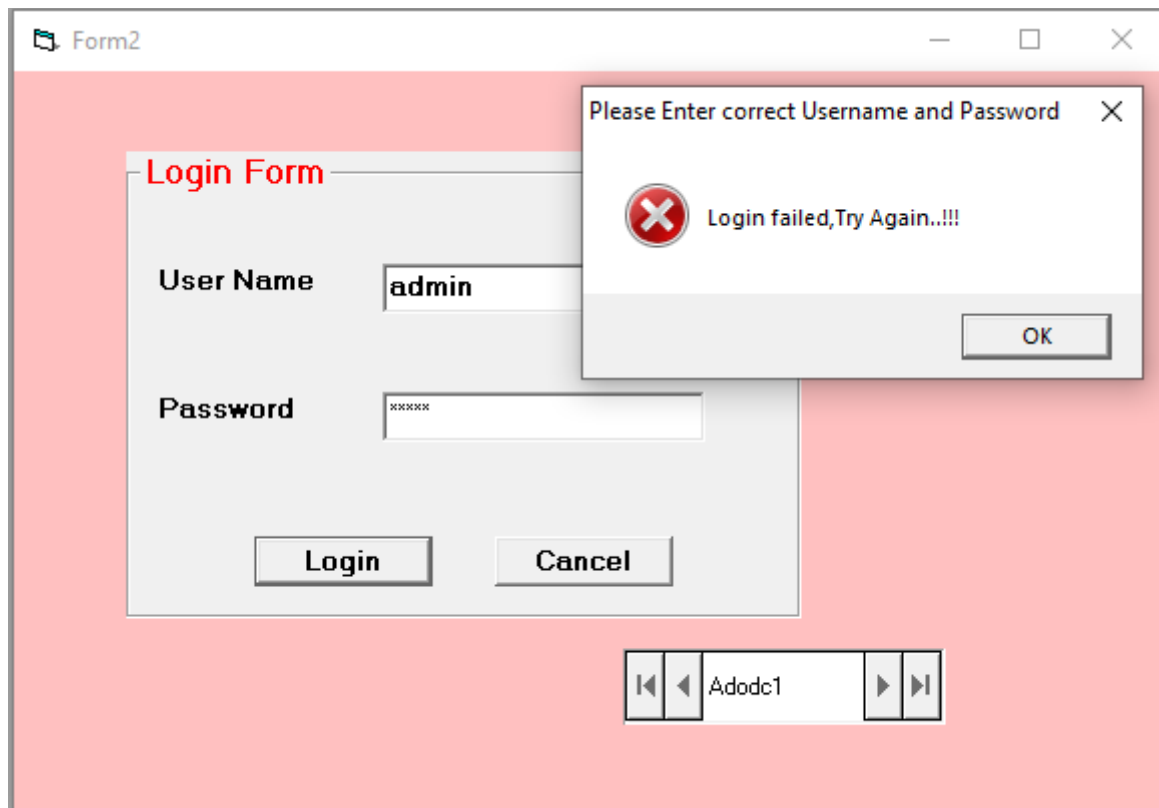 Form2
Please Enter correct Username and Password
Login failed,Try Again..!!!
OK
Login Form
User Name
admin
Password
*****
Login
Cancel
Adodc1